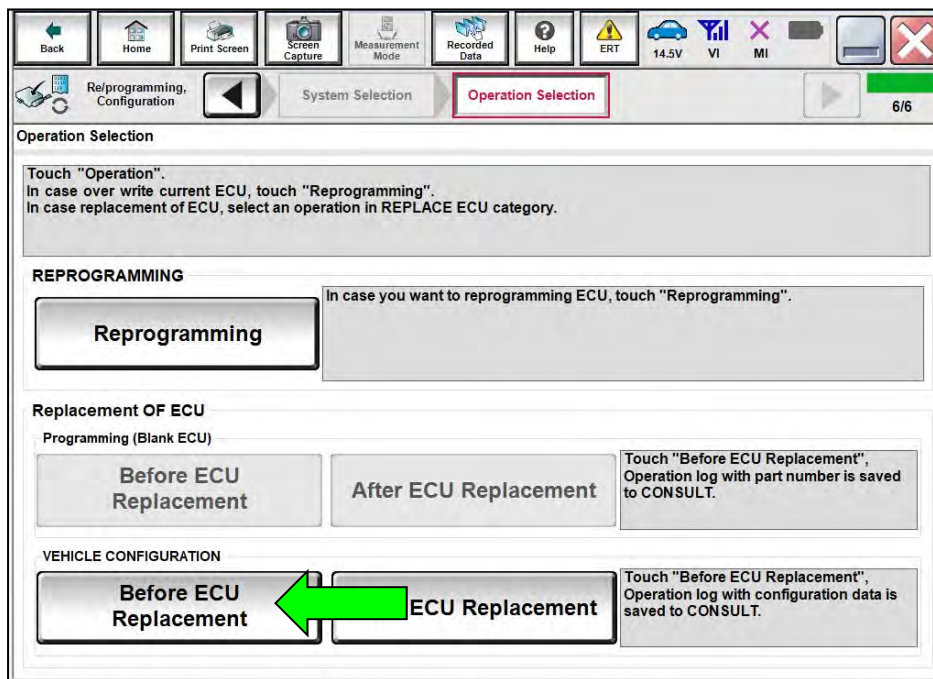 Back
Home
Print Screen
Screen
Capture
Measurement
Mode
Recorded
Data
Help
ERT
14.5V
VI
MI
Re/programming,
Configuration
System Selection
Operation Selection
6/6
Operation Selection
Touch "Operation".
In case over write current ECU, touch "Reprogramming".
In case replacement of ECU, select an operation in REPLACE ECU category.
REPROGRAMMING
Reprogramming
In case you want to reprogramming ECU, touch "Reprogramming".
Replacement OF ECU
Programming (Blank ECU)
Before ECU
Replacement
After ECU Replacement
Touch "Before ECU Replacement",
Operation log with part number is saved
to CONSULT.
VEHICLE CONFIGURATION
Before ECU
Replacement
ECU Replacement
Touch "Before ECU Replacement",
Operation log with configuration data is
saved to CONSULT.